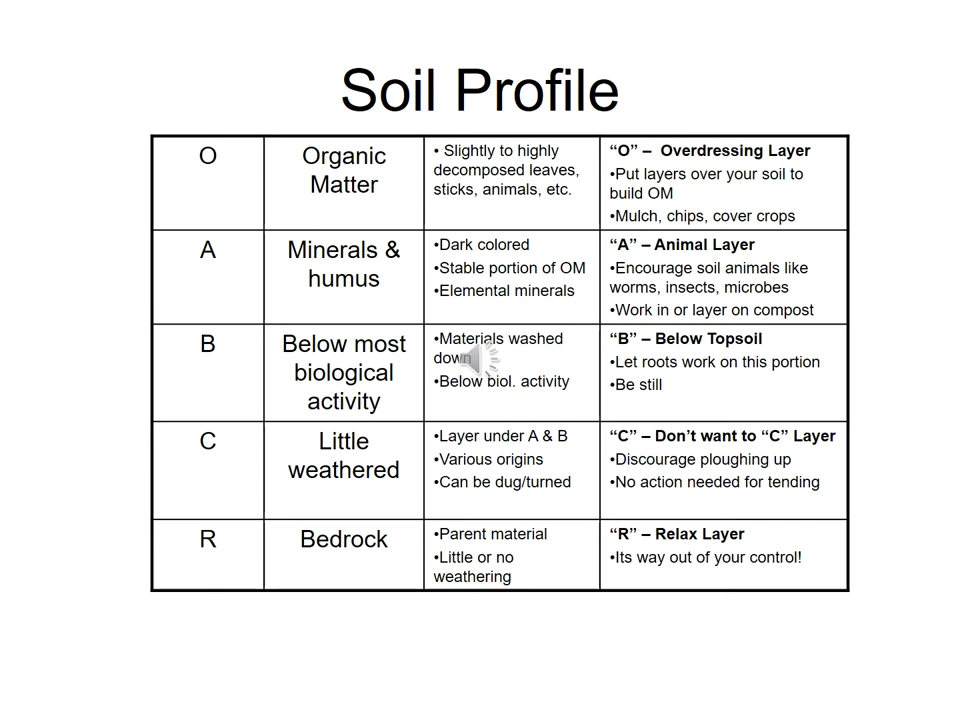 Soil Profile
O
Organic
Matter
• Slightly to highly
decomposed leaves,
sticks, animals, etc.
“O” – Overdressing Layer
•Put layers over your soil to
build OM
•Mulch, chips, cover crops
A
Minerals &
humus
•Dark colored
•Stable portion of OM
•Elemental minerals
“A” – Animal Layer
•Encourage soil animals like
worms, insects, microbes
•Work in or layer on compost
B
Below most
biological
activity
•Materials washed
down
•Below biol. activity
“B” – Below Topsoil
•Let roots work on this portion
•Be still
C
Little
weathered
•Layer under A & B
•Various origins
•Can be dug/turned
“C” – Don’t want to “C” Layer
•Discourage ploughing up
•No action needed for tending
R
Bedrock
•Parent material
•Little or no
weathering
“R” – Relax Layer
•Its way out of your control!